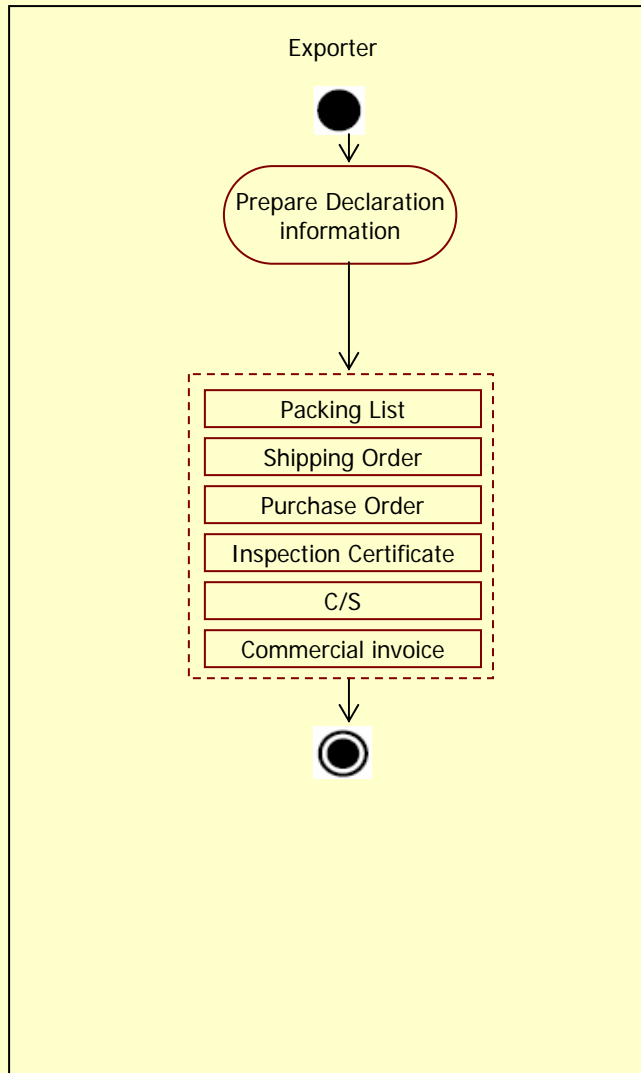 Exporter
Prepare Declaration
information
Packing List
Shipping Order
Purchase Order
Inspection Certificate
C/S
Commercial invoice